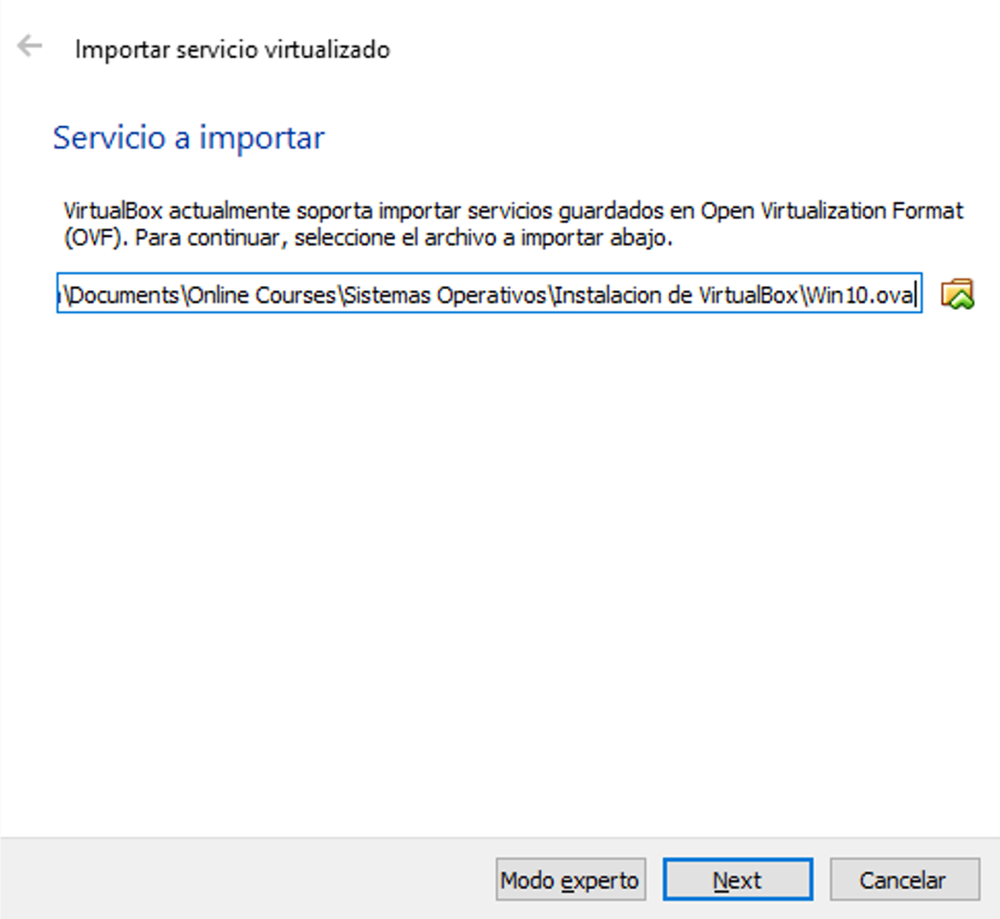 Importar servicio virtualizado
Servicio a importar
VirtualBox actualmente soporta importar servicios guardados en Open Virtualization Format
(OVF). Para continuar, seleccione el archivo a importar abajo.
\Documents\Online Courses\Sistemas Operativos\Instalacion de VirtualBox\Win10.ova
Modo experto
Next
Cancelar